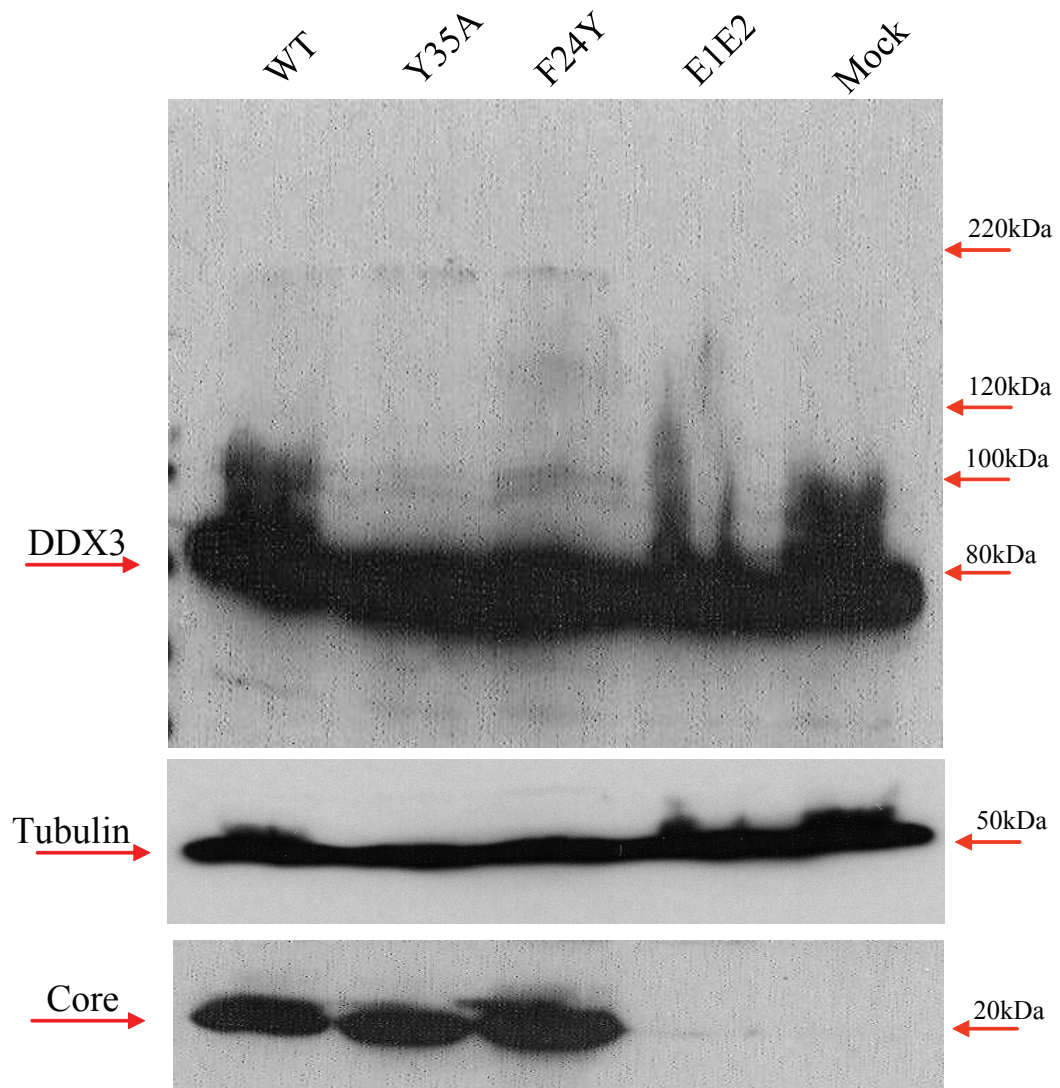 WT Y35A F24Y E1E2 Mock
220kDa
120kDa
100kDa
DDX3
80kDa
Tubulin
50kDa
Core
20kDa